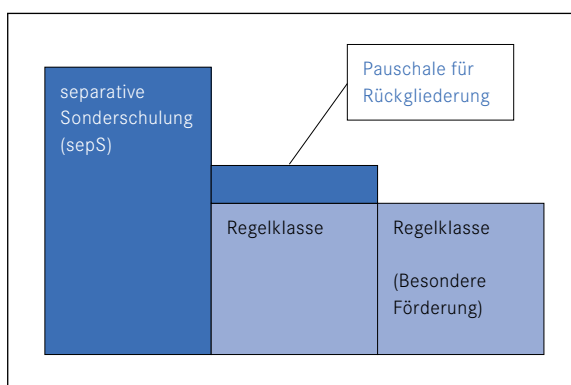 separative
Sonderschulung
(sepS)
Pauschale für
Rückgliederung
Regelklasse
Regelklasse
(Besondere
Förderung)